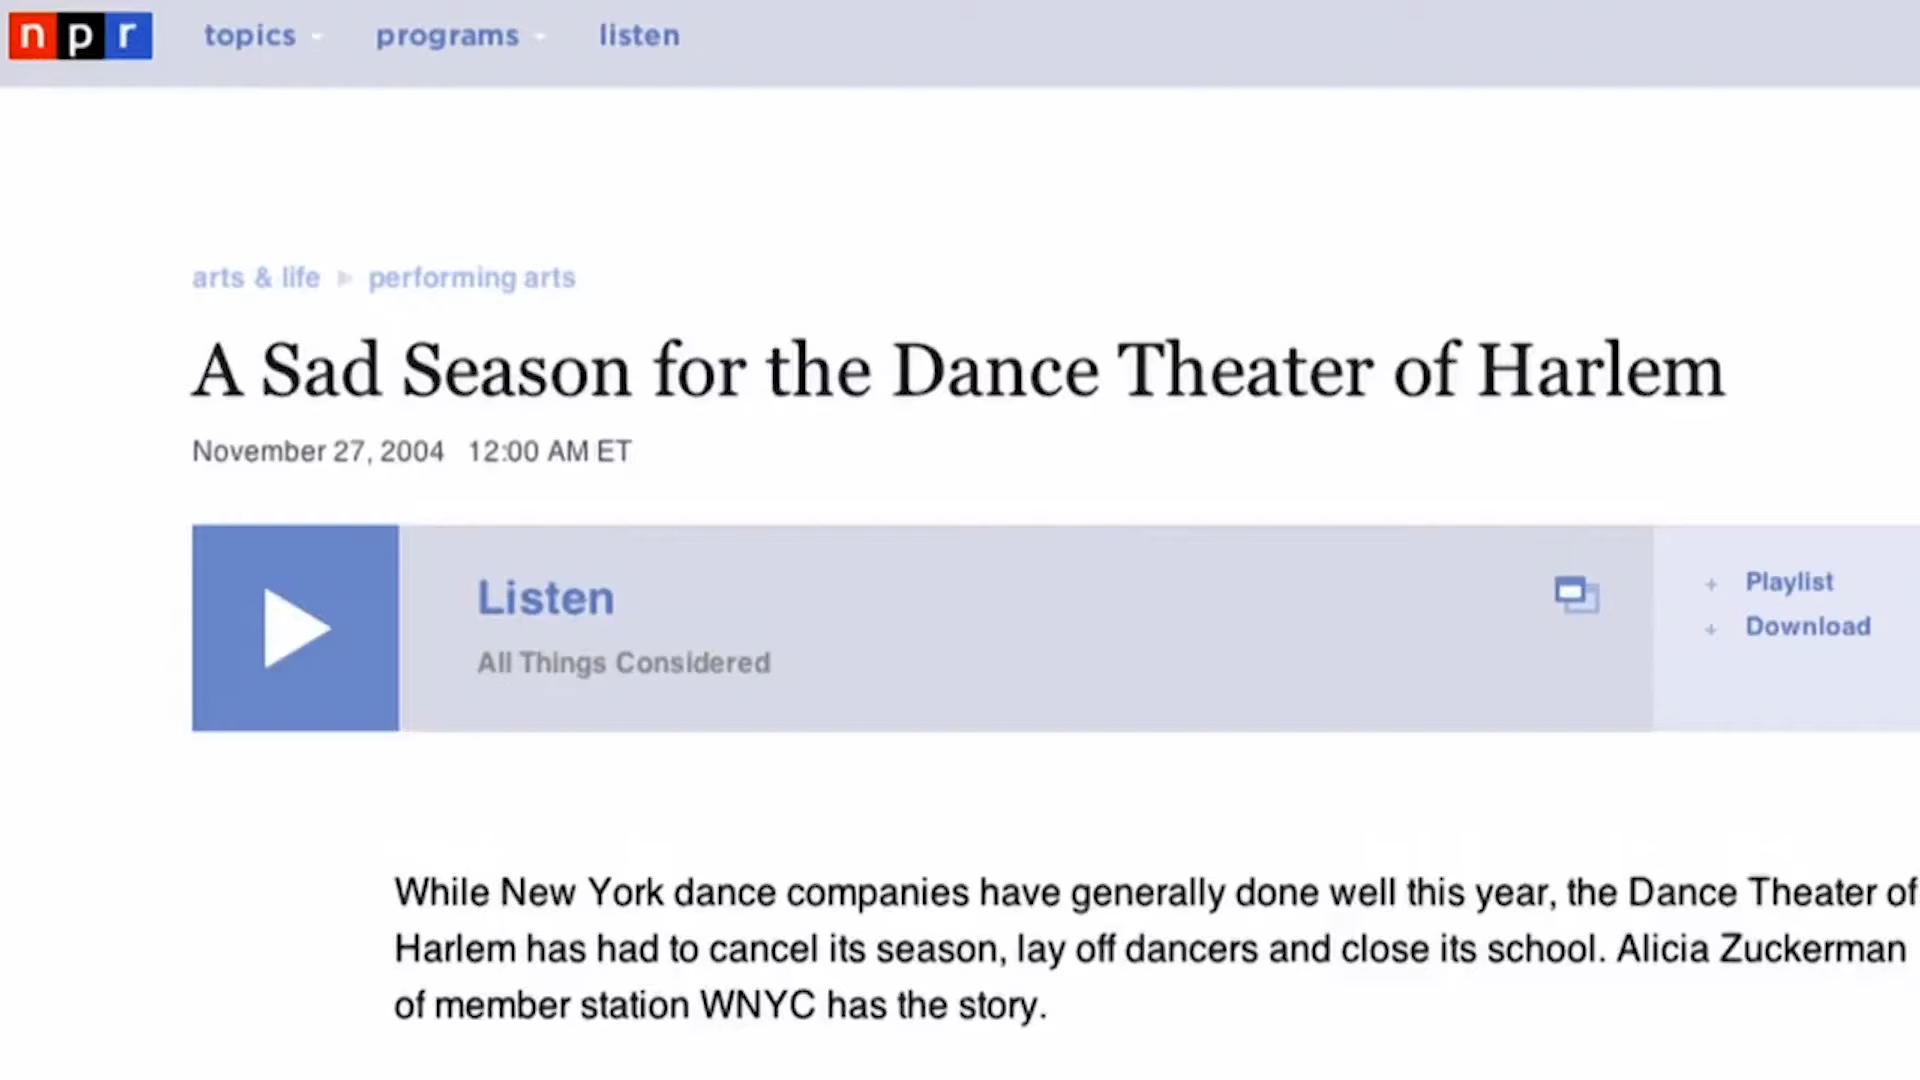 npr topics programs listen
arts & life performing arts
A Sad Season for the Dance Theater of Harlem
November 27, 2004 12:00 AM ET
Listen
All Things Considered
+ Playlist
Download
While New York dance companies have generally done well this year, the Dance Theater of
Harlem has had to cancel its season, lay off dancers and close its school. Alicia Zuckerman
of member station WNYC has the story.